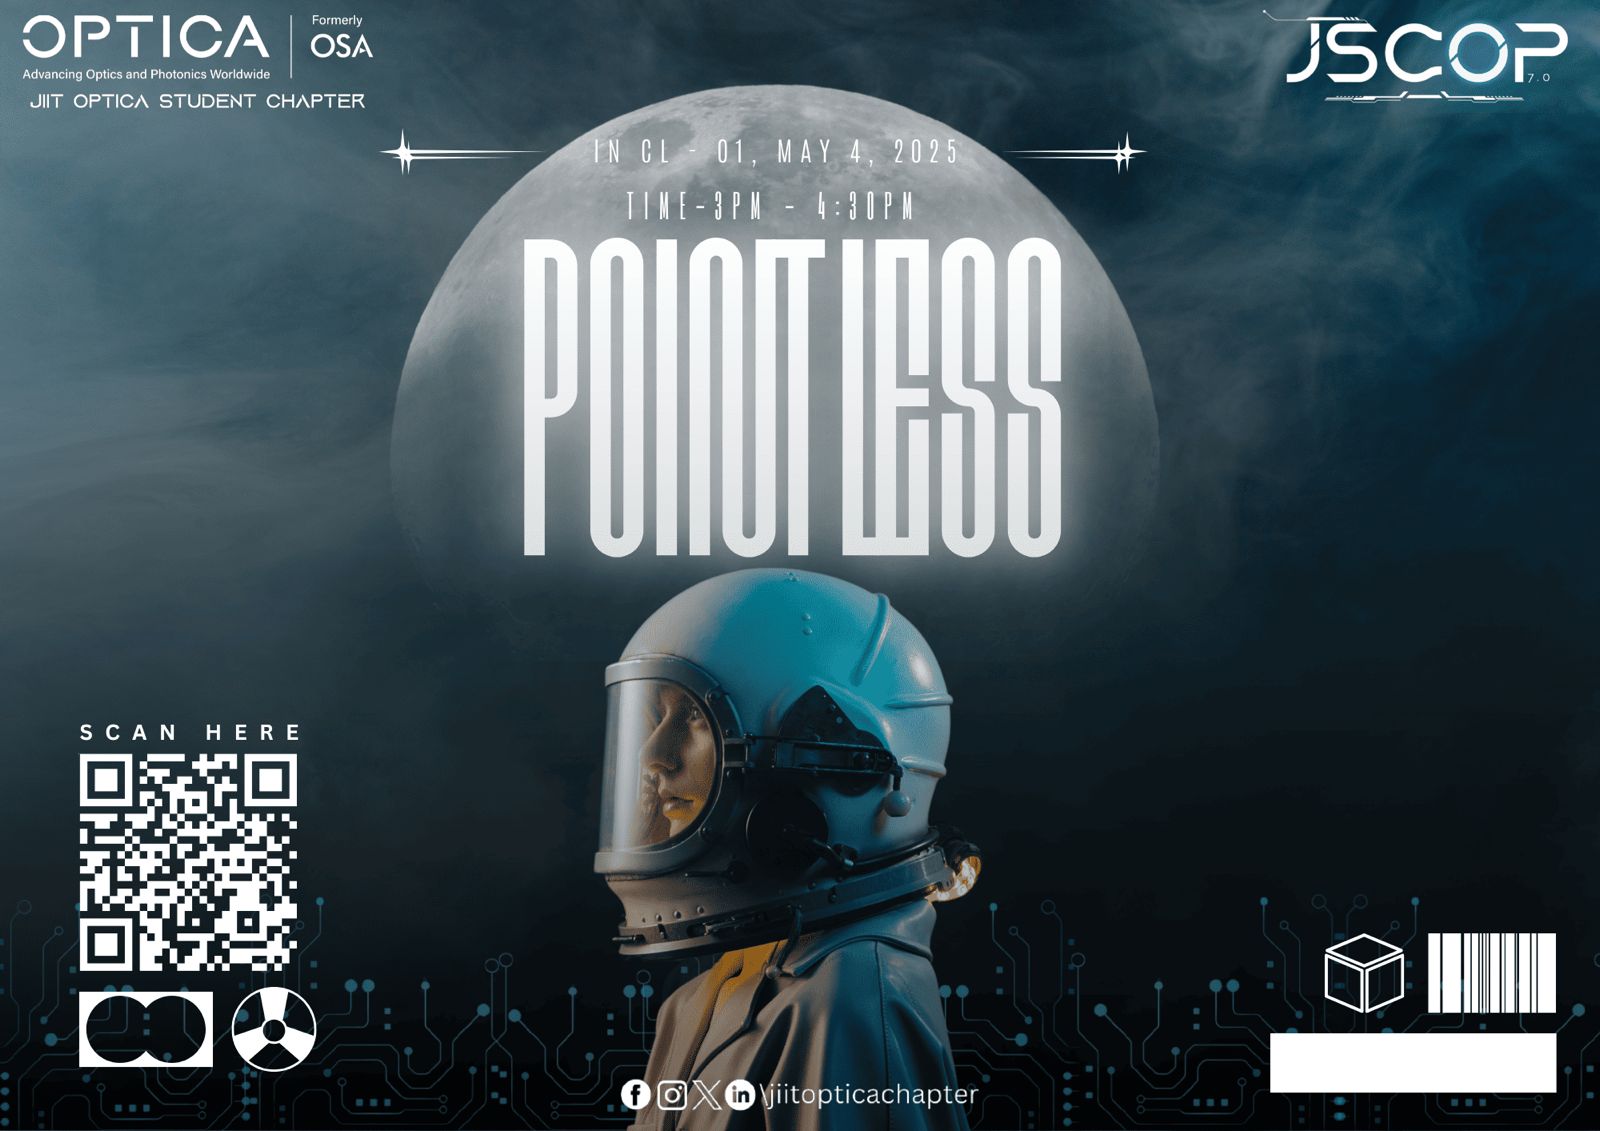 OPTICA
Advancing Optics and Photonics Worldwide
Formerly
OSA
JIIT OPTICA STUDENT CHAPTER
JSCOP
7.0
IN CL - 01, MAY 4, 2025
TIME-3PM - 4:30PM
POINTLESS
SCAN HERE
\jiitopticachapter